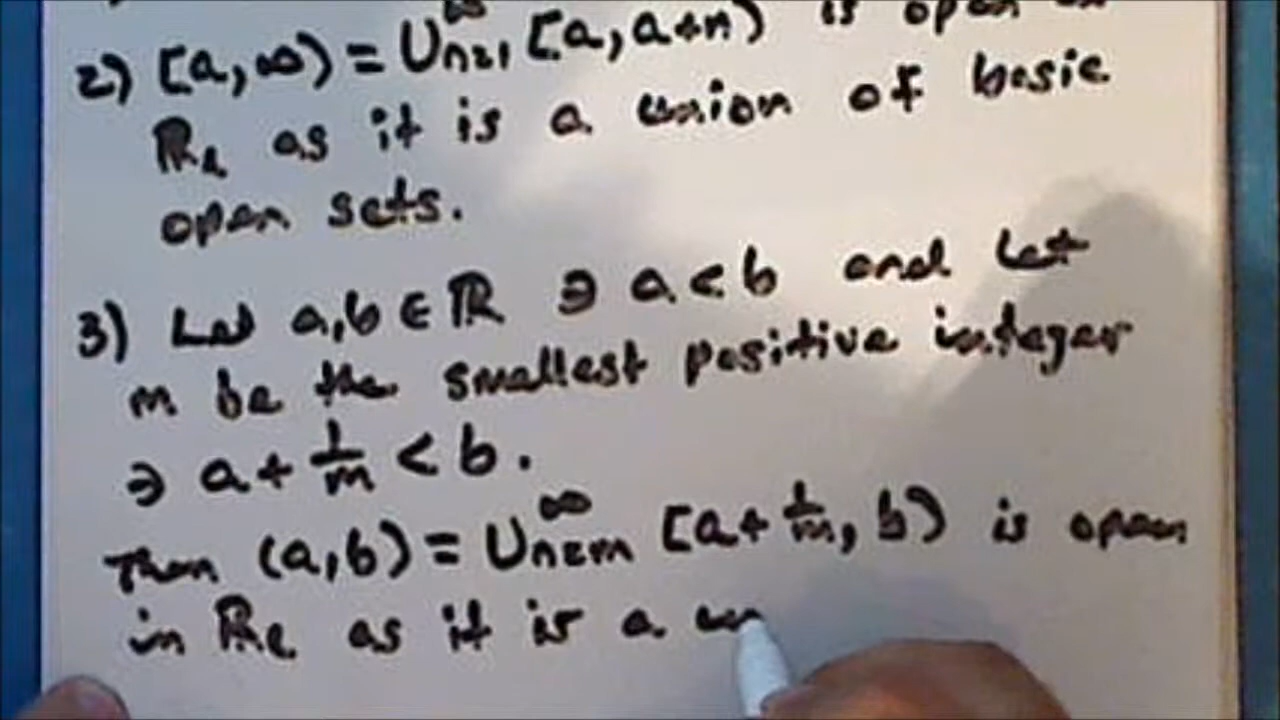 2) [a, ∞) = ∪ₙ₌₁^∞ [a, a+n) is open in
ℝₗ as it is a union of basic
open sets.
3) Let a, b ∈ ℝ ∋ a < b and let
m be the smallest positive integer
∋ a + 1/m < b.
Then (a, b) = ∪ₙ₌ₘ^∞ [a + 1/m, b) is open
in ℝₗ as it is a un